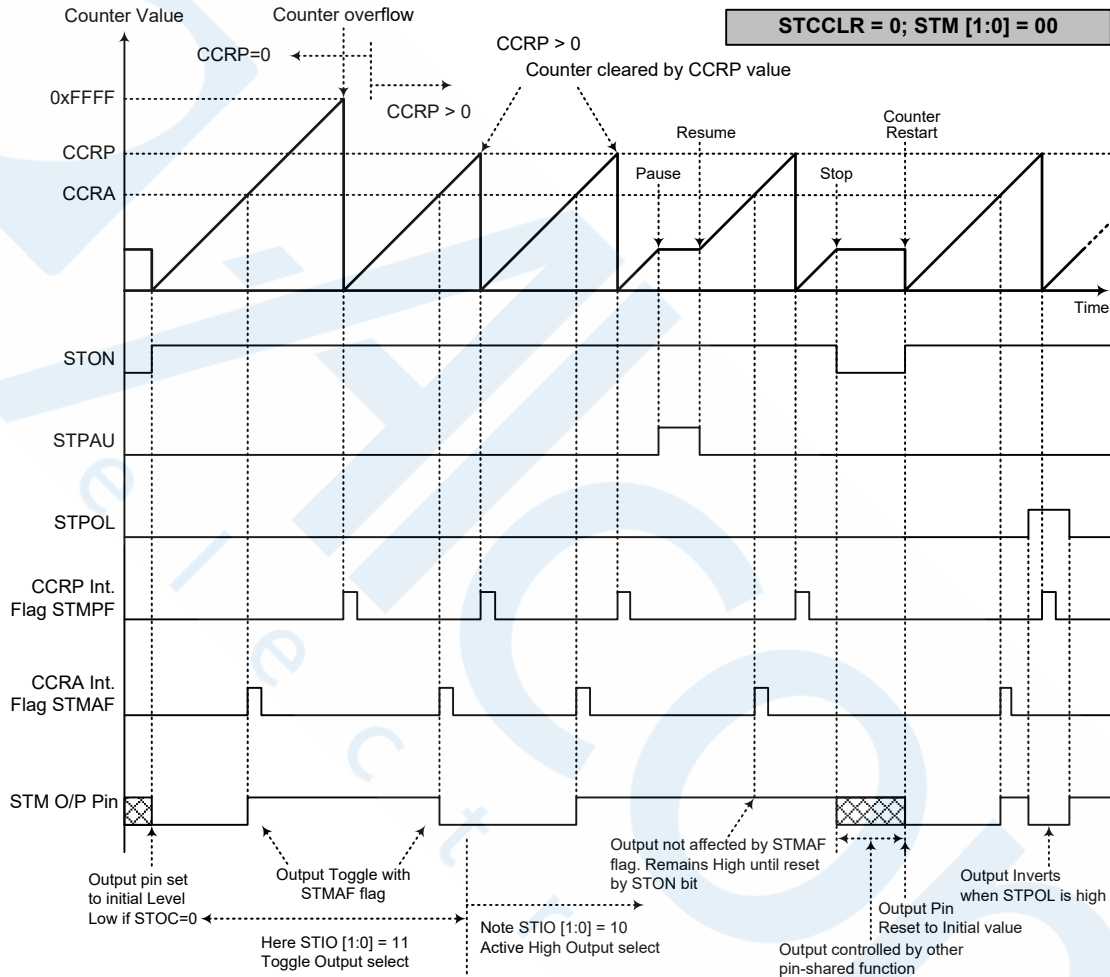 Counter Value
Counter overflow
STCCLR = 0; STM [1:0] = 00
CCRP=0
CCRP > 0
CCRP > 0
Counter cleared by CCRP value
0xFFFF
CCRP
CCRA
Pause
Resume
Stop
Counter
Restart
Time
STON
STPAU
STPOL
CCRP Int.
Flag STMPF
CCRA Int.
Flag STMAF
STM O/P Pin
Output pin set
to initial Level
Low if STOC=0
Output Toggle with
STMAF flag
Here STIO [1:0] = 11
Toggle Output select
Note STIO [1:0] = 10
Active High Output select
Output not affected by STMAF
flag. Remains High until reset
by STON bit
Output Pin
Reset to Initial value
Output controlled by other
pin-shared function
Output Inverts
when STPOL is high